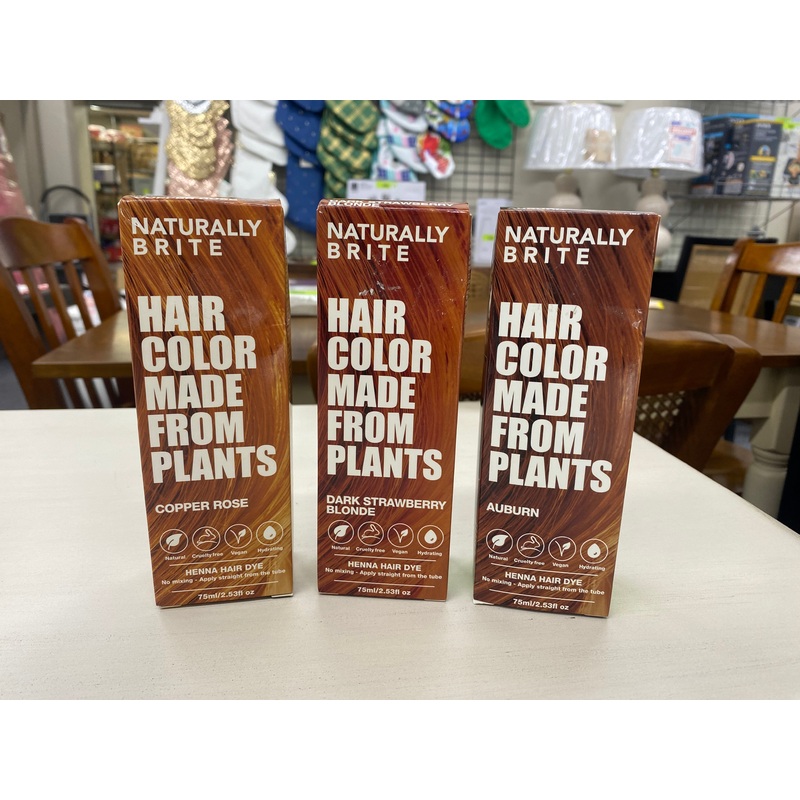 NATURALLY
BRITE
HAIR
COLOR
MADE
FROM
PLANTS
COPPER ROSE
Natural
Cruelty free
Vegan
Hydrating
HENNA HAIR DYE
No mixing - Apply straight from the tube
75ml/2.53fl oz
BLONDE
STRAWBERRY
NATURALLY
BRITE
HAIR
COLOR
MADE
FROM
PLANTS
DARK STRAWBERRY
BLONDE
Natural
Cruelty free
Vegan
Hydrating
HENNA HAIR DYE
No mixing - Apply straight from the tube
75ml/2.53fl oz
NATURALLY
BRITE
HAIR
COLOR
MADE
FROM
PLANTS
AUBURN
Natural
Cruelty free
Vegan
Hydrating
HENNA HAIR DYE
No mixing - Apply straight from the tube
75ml/2.53fl oz